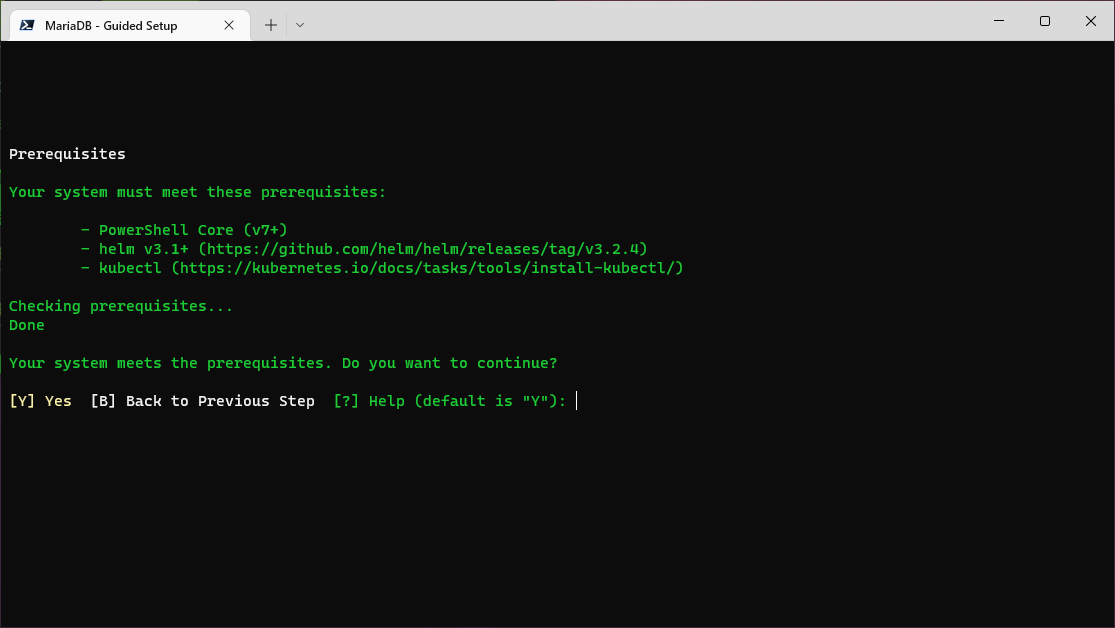 MariaDB - Guided Setup
Prerequisites
Your system must meet these prerequisites:
- PowerShell Core (v7+)
- helm v3.1+ (https://github.com/helm/helm/releases/tag/v3.2.4)
- kubectl (https://kubernetes.io/docs/tasks/tools/install-kubectl/)
Checking prerequisites...
Done
Your system meets the prerequisites. Do you want to continue?
[Y] Yes  [B] Back to Previous Step  [?] Help (default is "Y"):